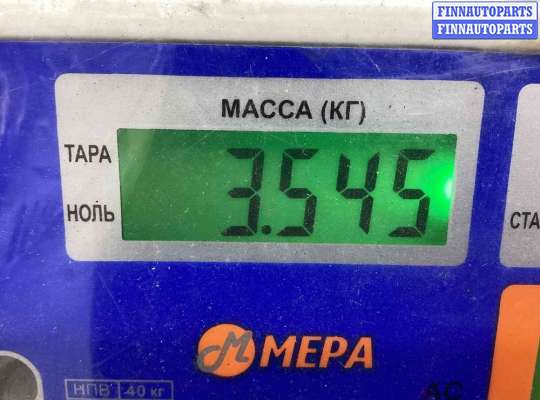 FINNAUTOPARTS
FINNAUTOPARTS
МАССА (КГ)
ТАРА
3.545
НОЛЬ
СТА
МЕРА
НПВ 40 кг